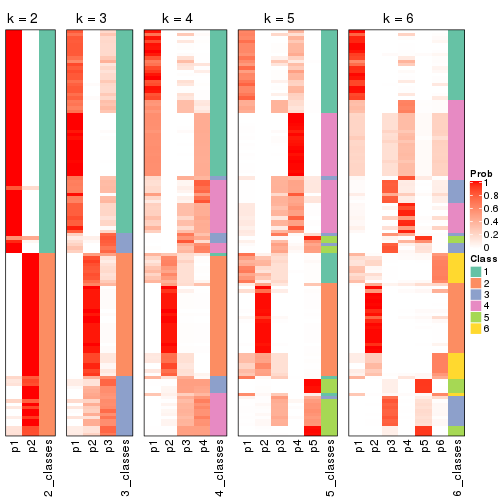 k = 2
k = 3
k = 4
k = 5
k = 6
p1
p2
2_classes
p1
p2
p3
3_classes
p1
p2
p3
p4
4_classes
p1
p2
p3
p4
p5
5_classes
p1
p2
p3
p4
p5
p6
6_classes
Prob
1
0.8
0.6
0.4
0.2
0
Class
1
2
3
4
5
6